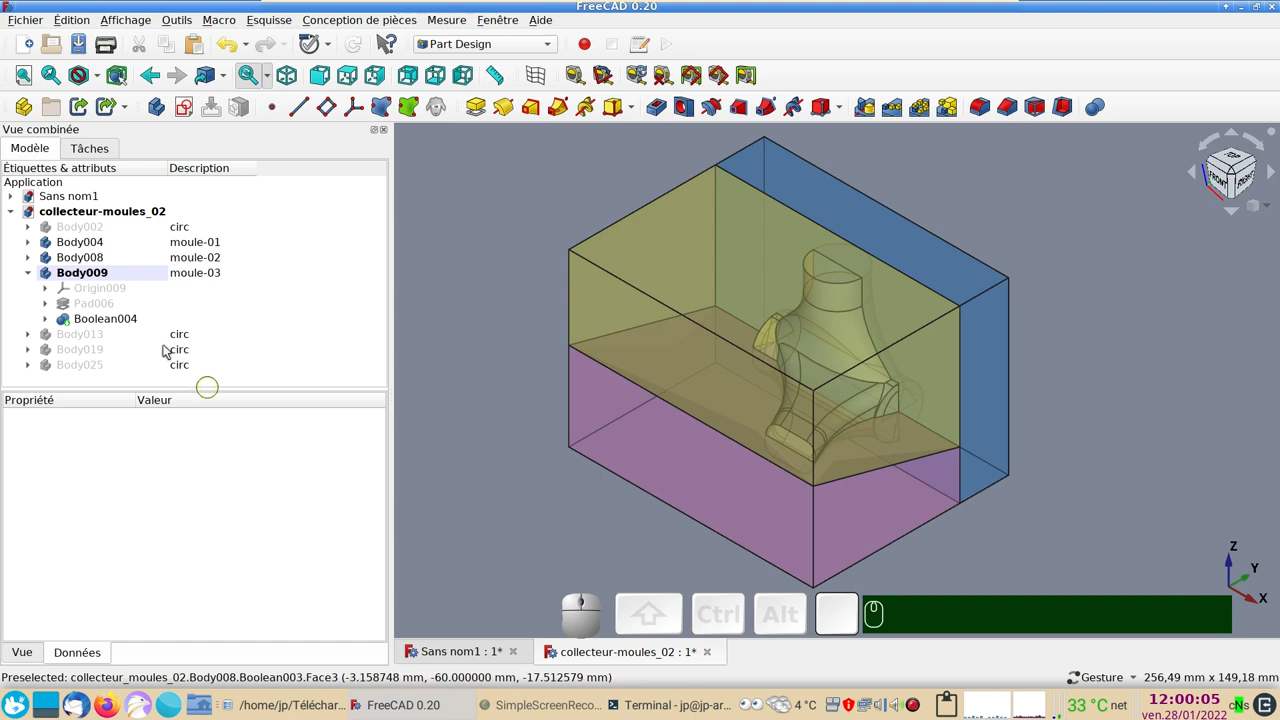 FreeCAD 0.20
Fichier Édition Affichage Outils Macro Esquisse Conception de pièces Mesure Fenêtre Aide
Part Design
Vue combinée
Modèle Tâches
Étiquettes & attributs Description
Application
Sans nom1
collecteur-moules_02
Body002 circ
Body004 moule-01
Body008 moule-02
Body009 moule-03
Origin009
Pad006
Boolean004
Body013 circ
Body019 circ
Body025 circ
Propriété Valeur
FRONT RIGHT
Z
Y
X
Ctrl Alt
Vue Données
Sans nom1 : 1* collecteur-moules_02 : 1*
Preselected: collecteur_moules_02.Body008.Boolean003.Face3 (-3.158748 mm, -60.000000 mm, -17.512579 mm) Gesture 256,49 mm x 149,18 mm
/home/jp/Téléchar... FreeCAD 0.20 SimpleScreenReco... Terminal - jp@jp-ar... 4 °C 33 °C net 12:00:05
ven.28/01/2022